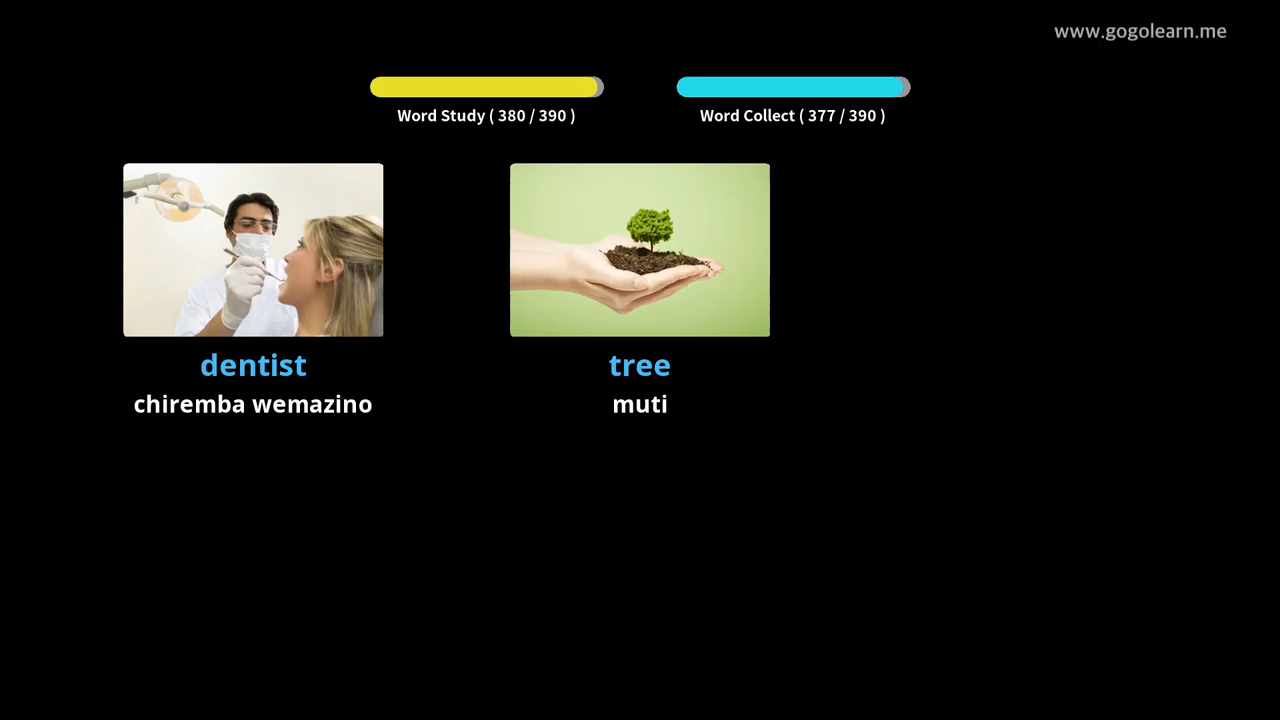 www.gogolearn.me
Word Study ( 380 / 390 )
Word Collect ( 377 / 390 )
dentist
chiremba wemazino
tree
muti